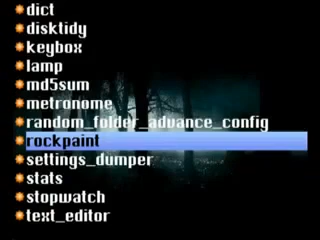 dict
disktidy
keybox
lamp
md5sum
metronome
random_folder_advance_config
rockpaint
settings_dumper
stats
stopwatch
text_editor